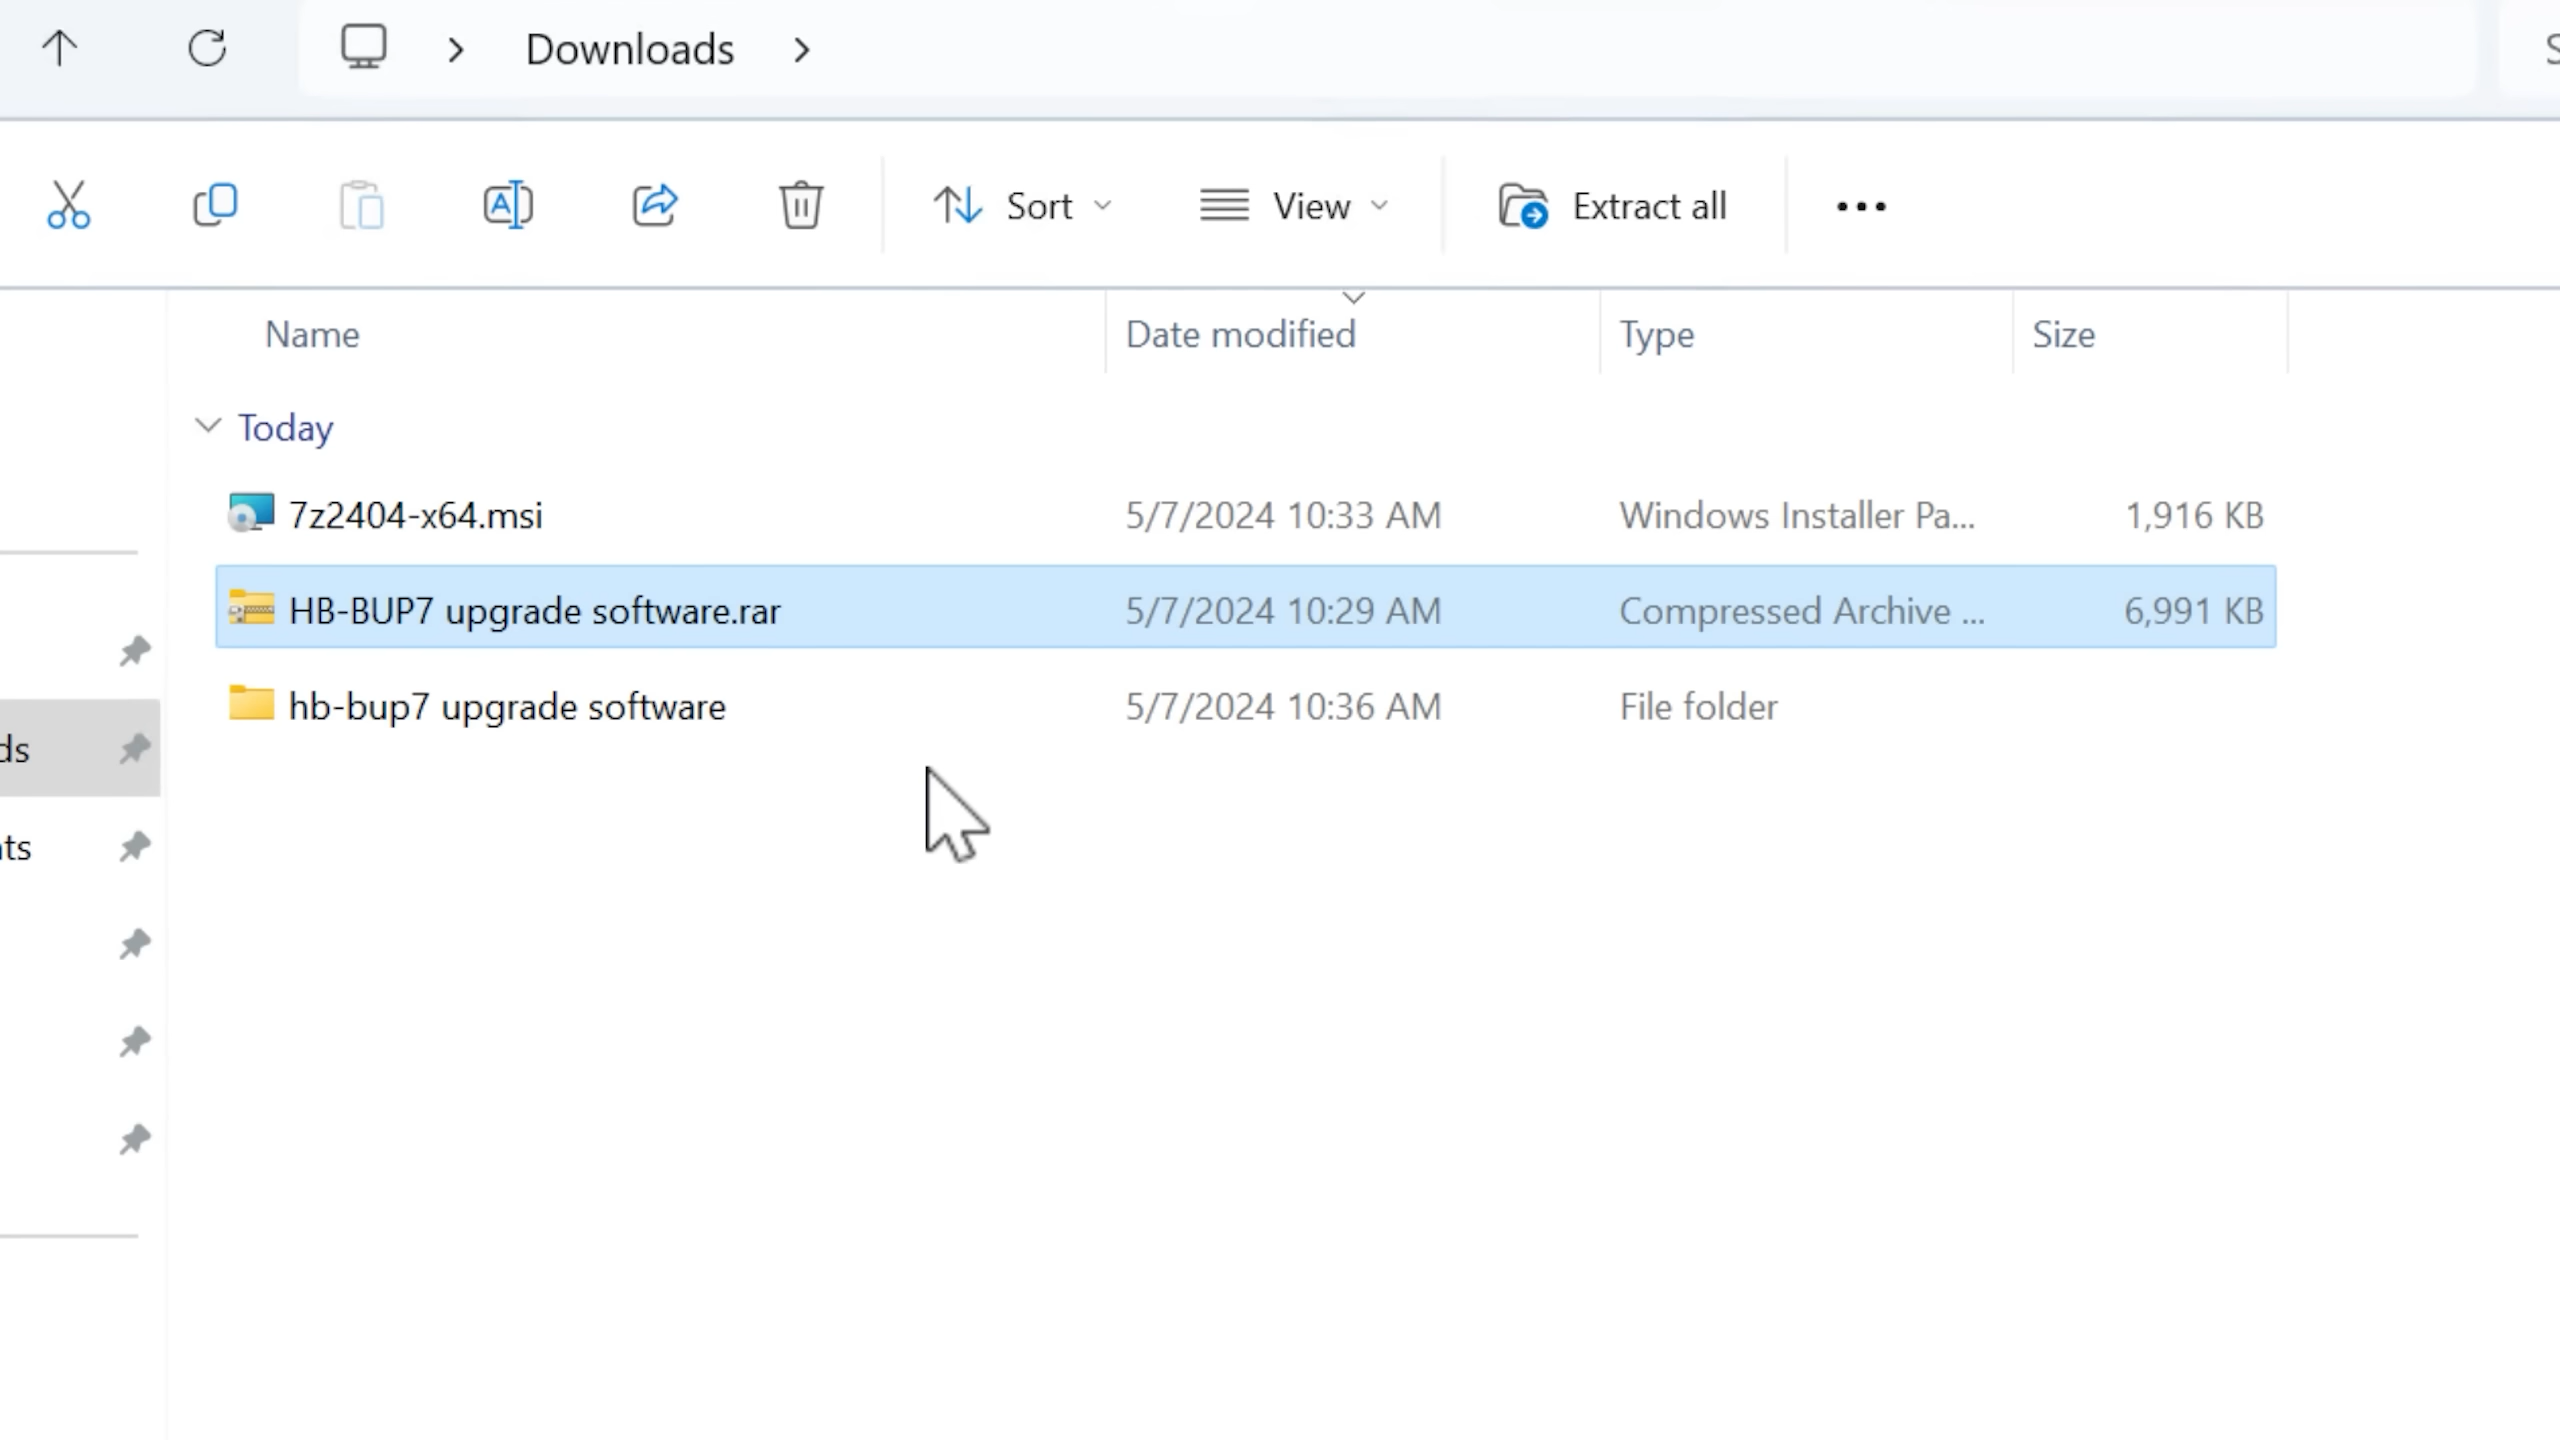 Downloads
S
Sort
View
Extract all
Name
Date modified
Type
Size
Today
7z2404-x64.msi
5/7/2024 10:33 AM
Windows Installer Pa...
1,916 KB
HB-BUP7 upgrade software.rar
5/7/2024 10:29 AM
Compressed Archive ...
6,991 KB
hb-bup7 upgrade software
5/7/2024 10:36 AM
File folder
ds
ts